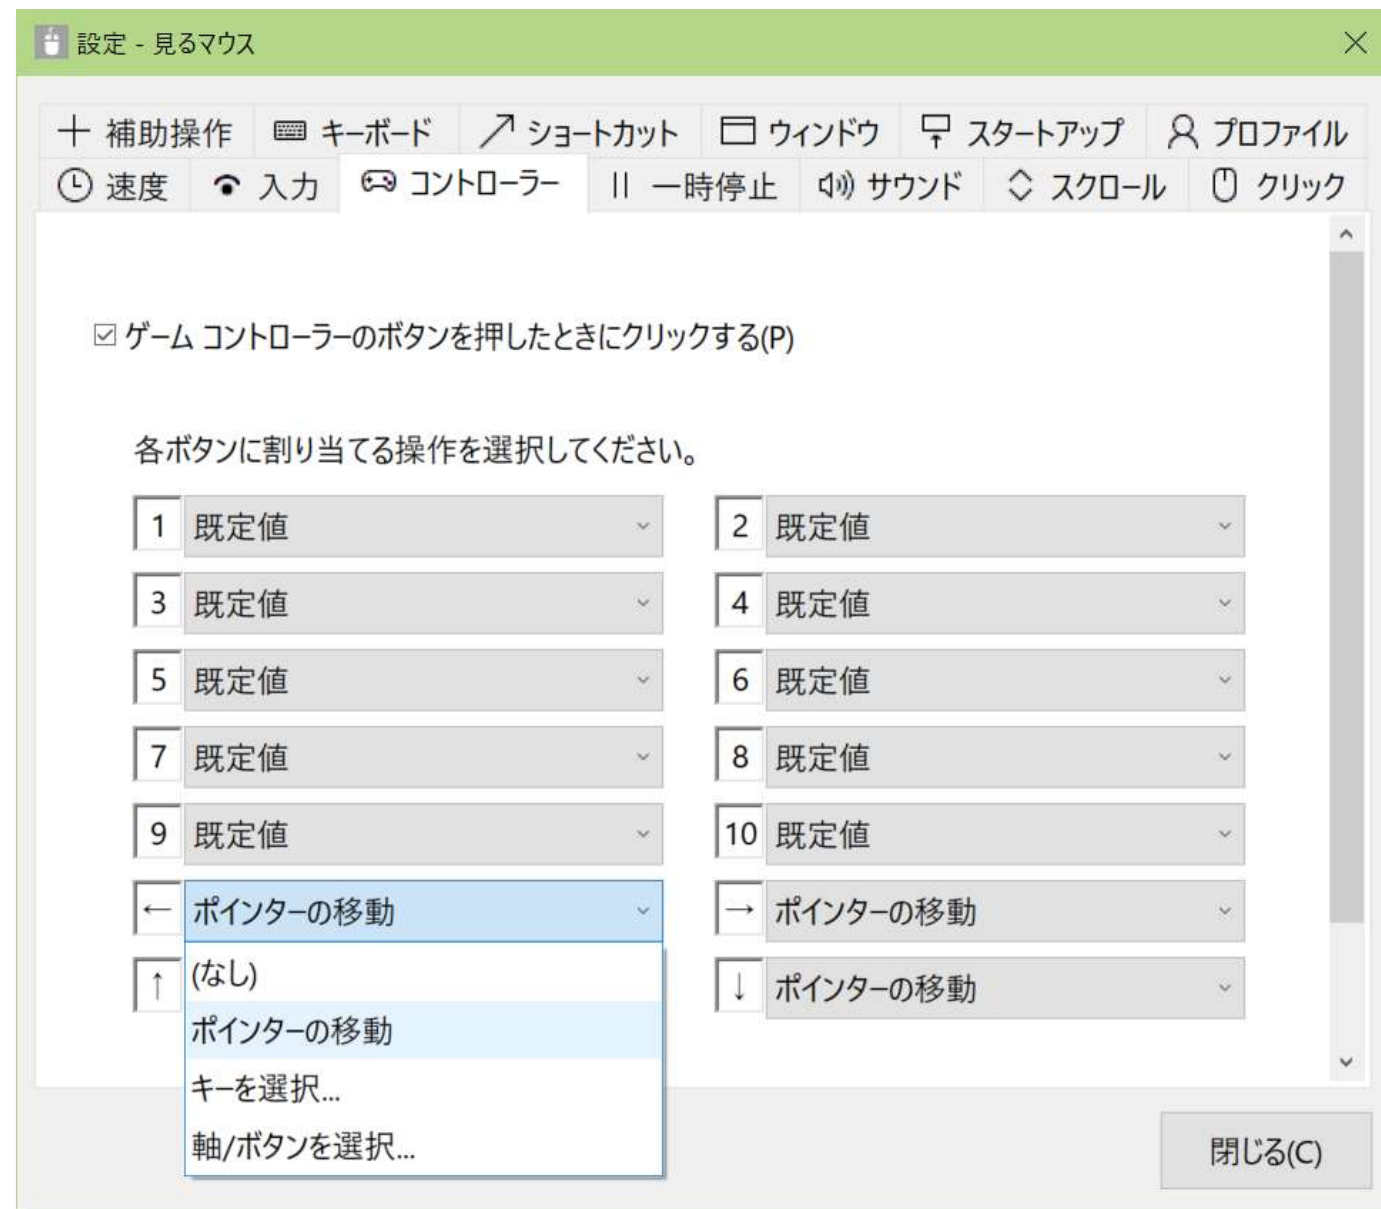 設定 - 見るマウス
補助操作 キーボード ショートカット ウィンドウ スタートアップ プロファイル
速度 入力 コントローラー 一時停止 サウンド スクロール クリック
ゲーム コントローラーのボタンを押したときにクリックする(P)
各ボタンに割り当てる操作を選択してください。
1 既定値 2 既定値
3 既定値 4 既定値
5 既定値 6 既定値
7 既定値 8 既定値
9 既定値 10 既定値
← ポインターの移動 → ポインターの移動
↑ ↓ ポインターの移動
(なし)
ポインターの移動
キーを選択...
軸/ボタンを選択...
閉じる(C)